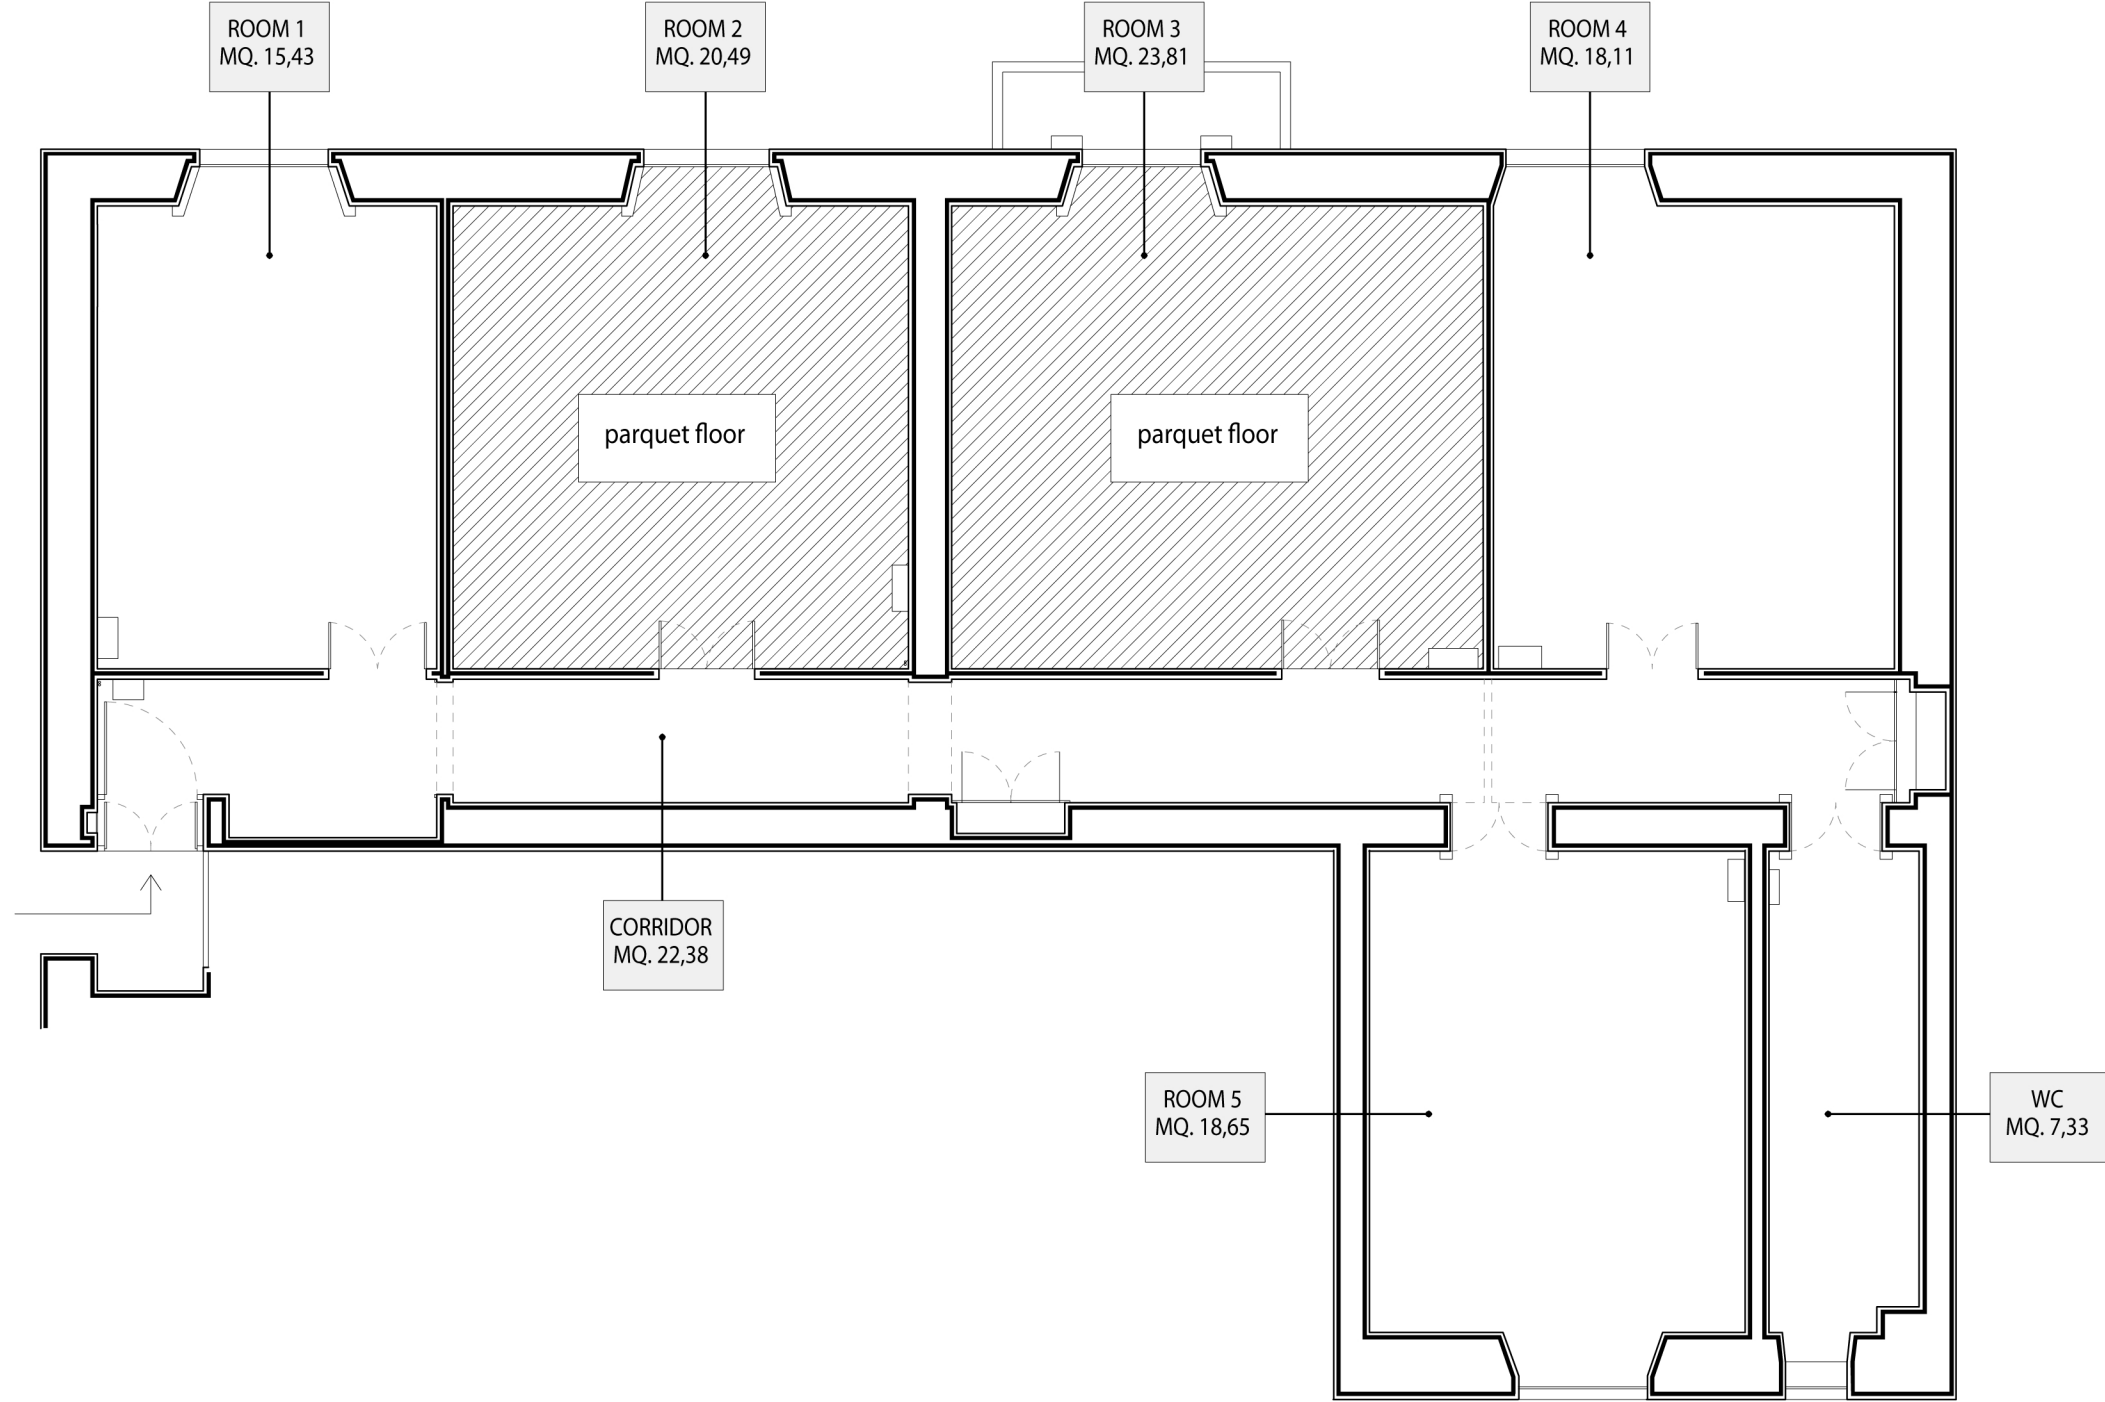 ROOM 1
MQ. 15,43
ROOM 2
MQ. 20,49
ROOM 3
MQ. 23,81
ROOM 4
MQ. 18,11
parquet floor
parquet floor
CORRIDOR
MQ. 22,38
ROOM 5
MQ. 18,65
WC
MQ. 7,33